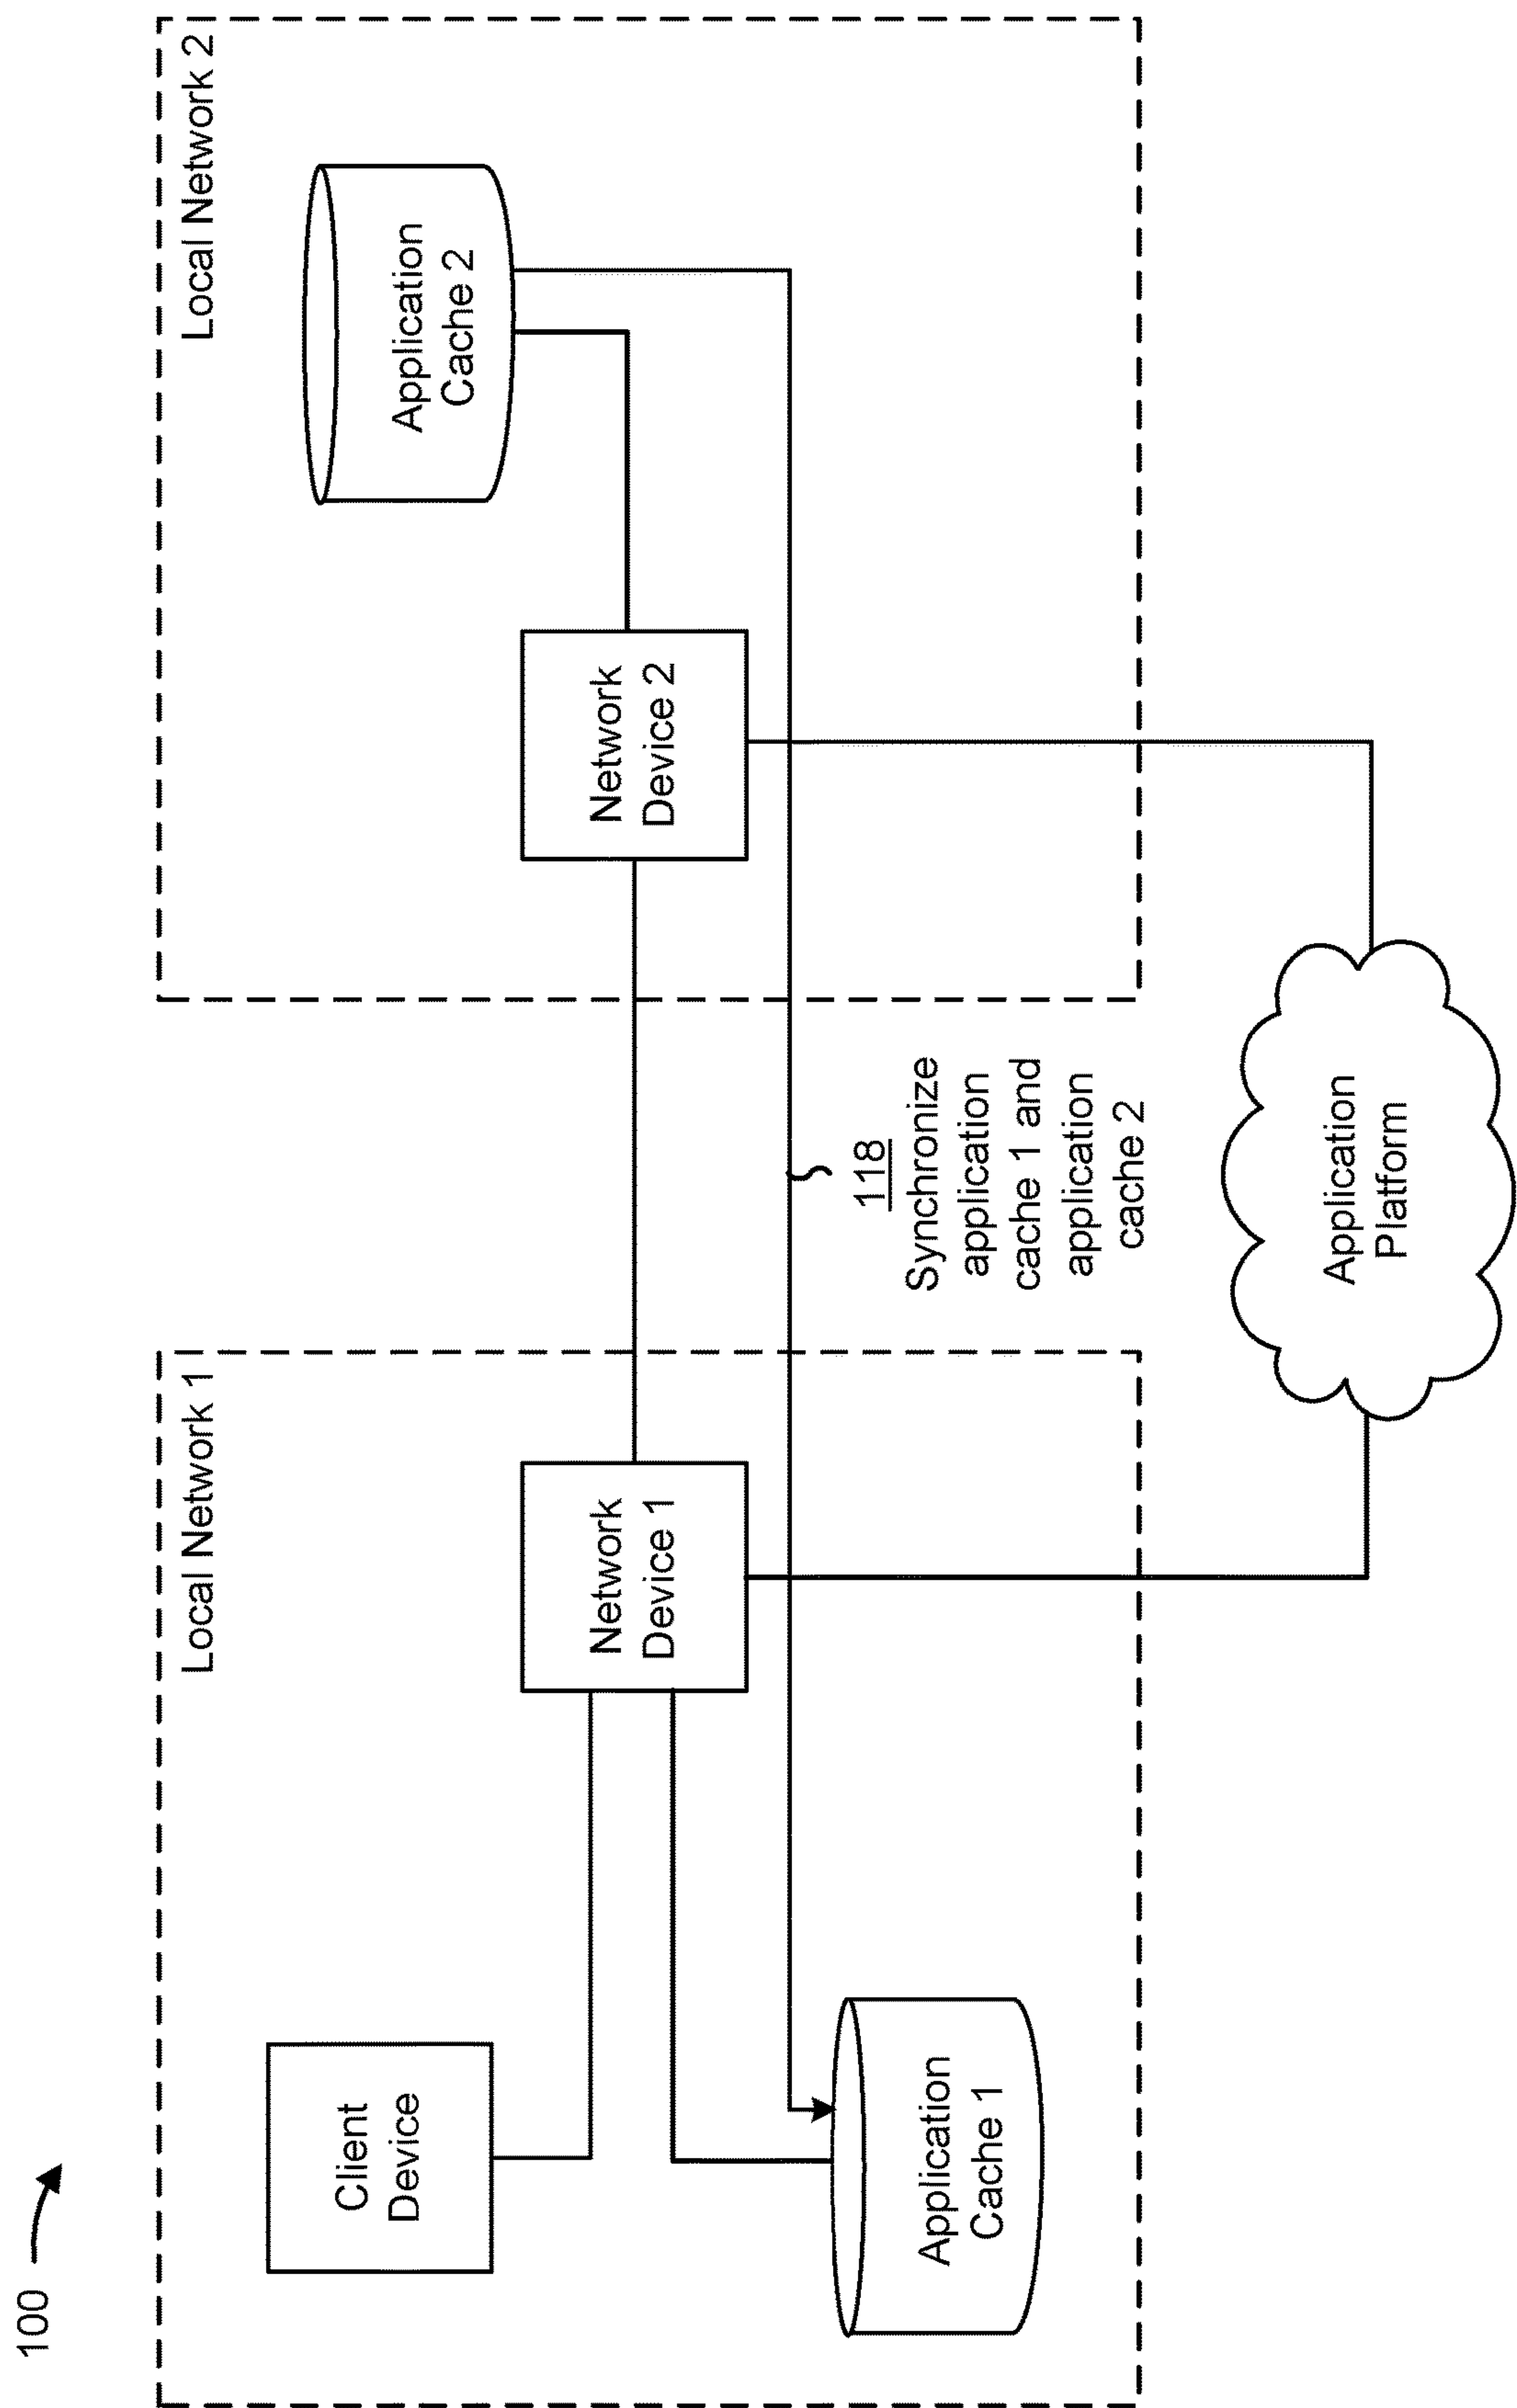 100
Local Network 1
Local Network 2
Client
Device
Application
Cache 2
Network
Device 1
Network
Device 2
Application
Cache 1
118
Synchronize
application
cache 1 and
application
cache 2
Application
Platform